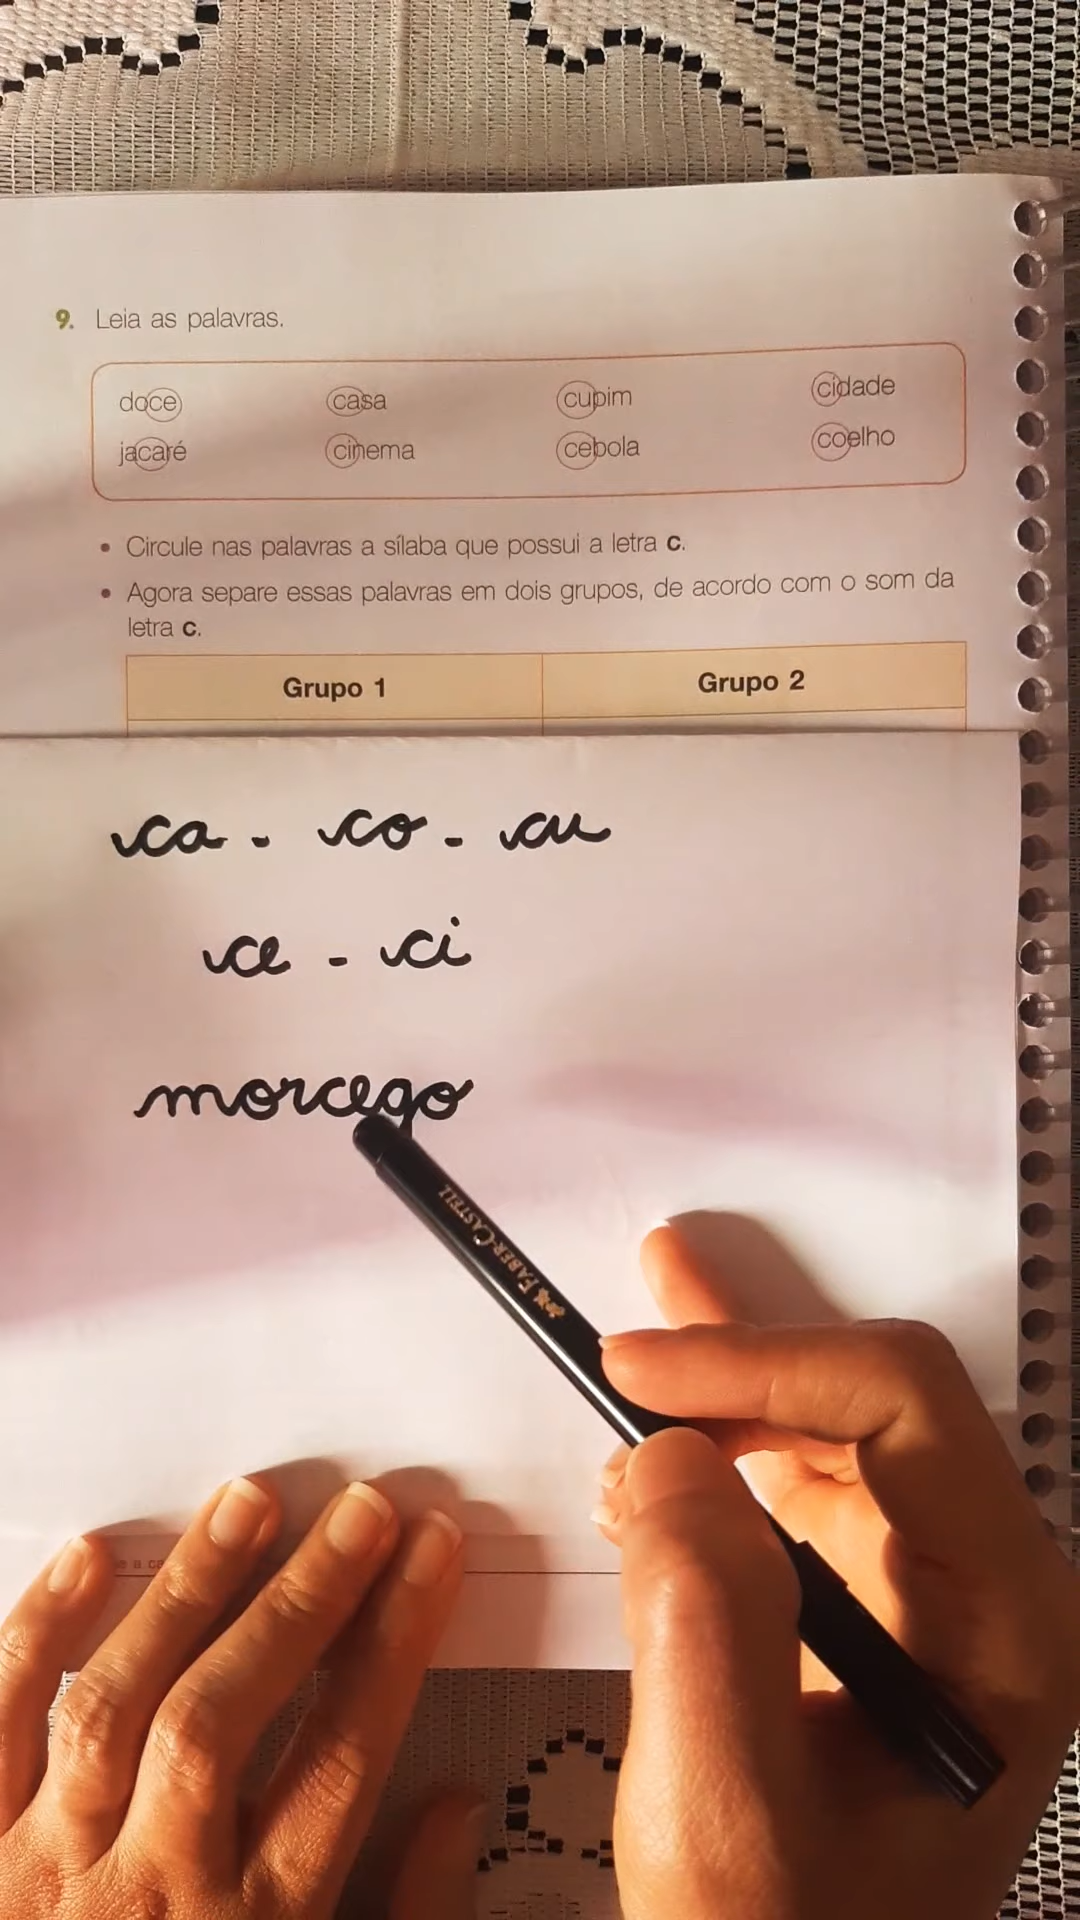 9. Leia as palavras.
doce casa cupim cidade
jacaré cinema cebola coelho
• Circule nas palavras a sílaba que possui a letra c.
• Agora separe essas palavras em dois grupos, de acordo com o som da
letra c.
Grupo 1 Grupo 2
ca - co - cu
ce - ci
morcego
FABER-CASTELL